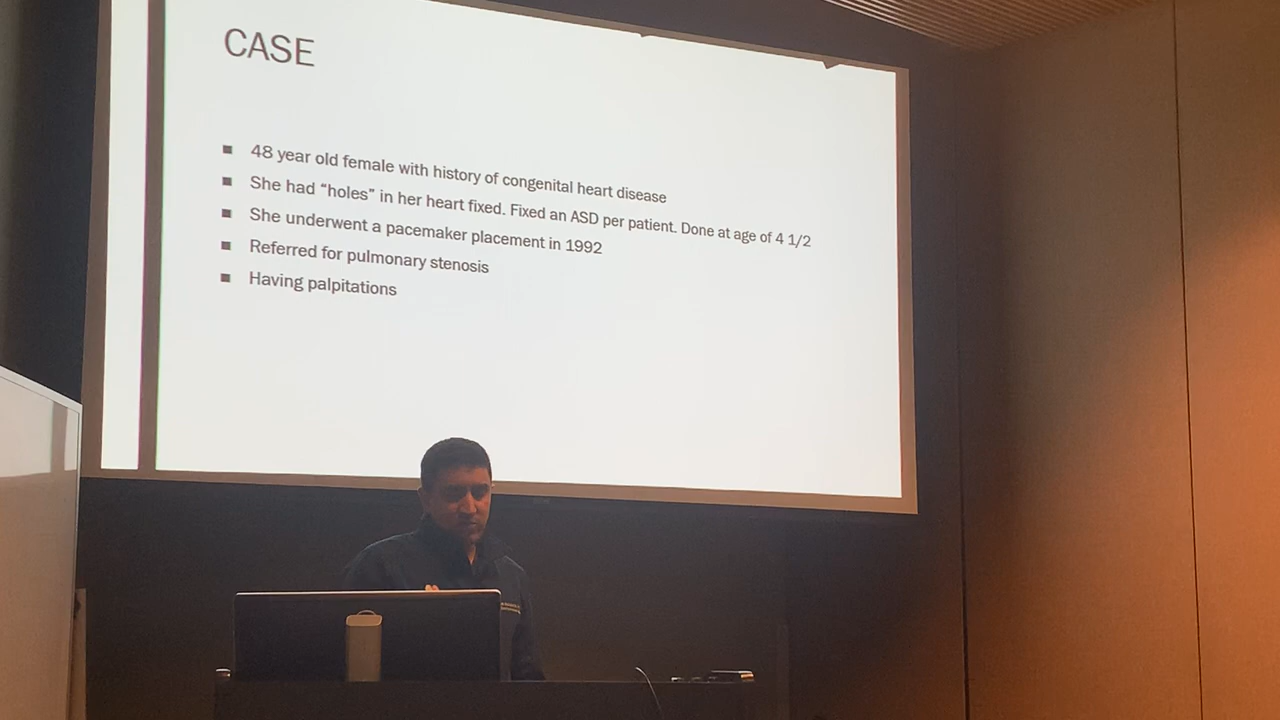 CASE
48 year old female with history of congenital heart disease
She had “holes” in her heart fixed. Fixed an ASD per patient. Done at age of 4 1/2
She underwent a pacemaker placement in 1992
Referred for pulmonary stenosis
Having palpitations